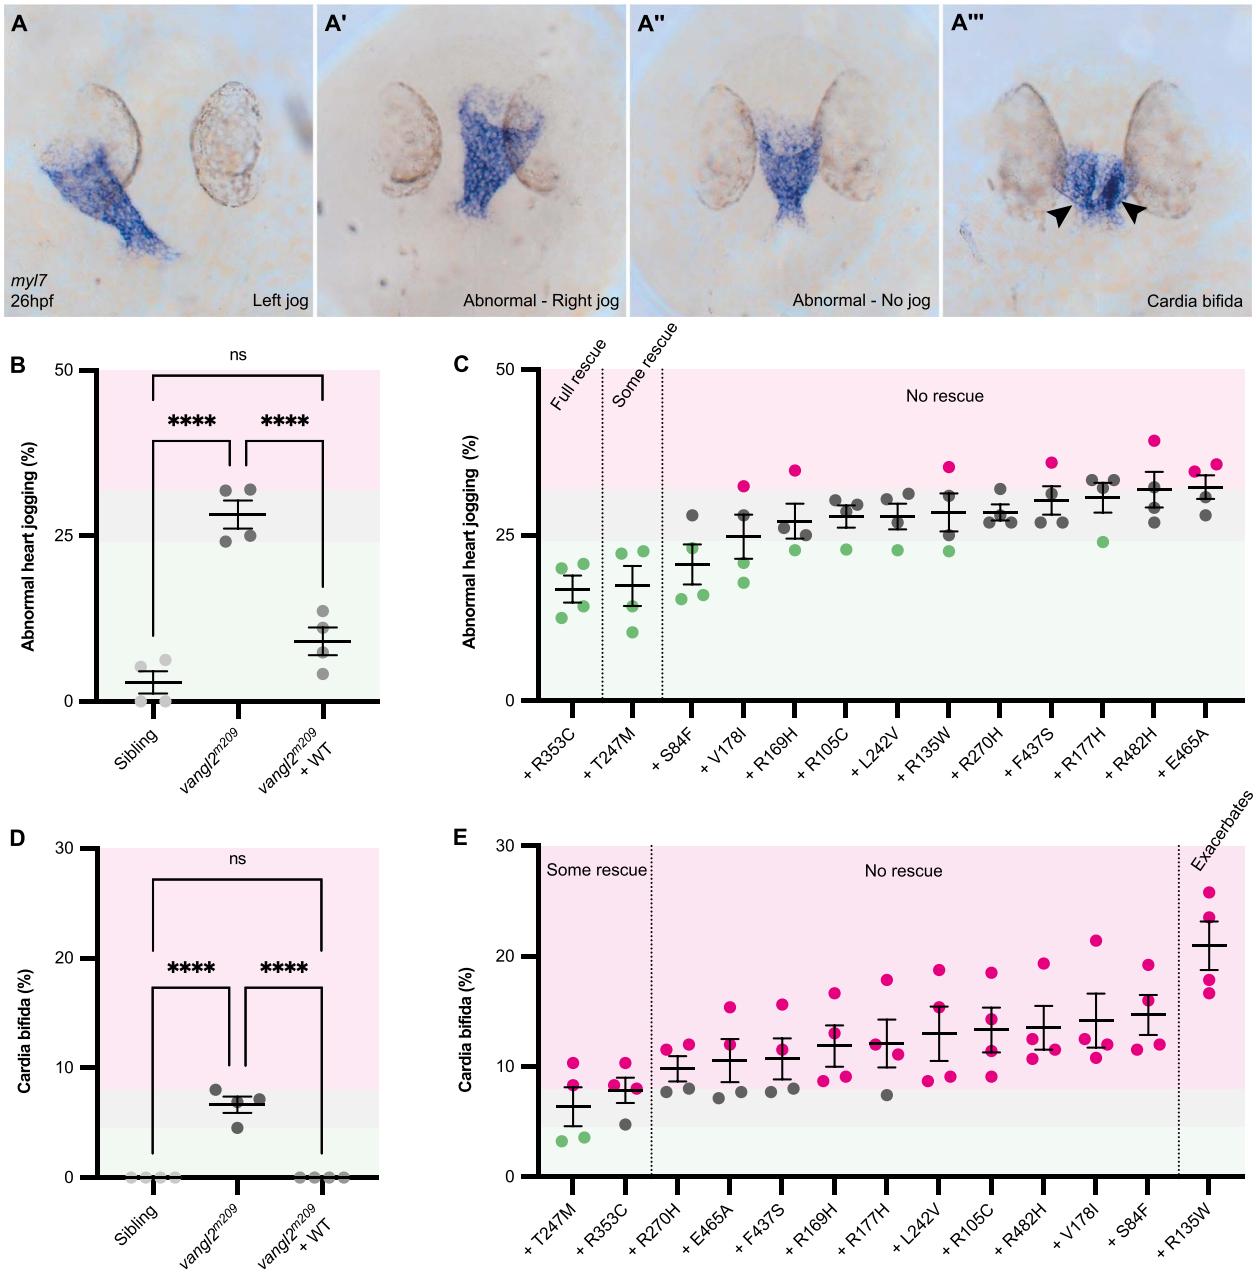 A
A'
A''
A'''
myl7
26hpf
Left jog
Abnormal - Right jog
Abnormal - No jog
Cardia bifida
B
Abnormal heart jogging (%)
50
25
0
ns
****
****
Sibling
vangl2m209
vangl2m209
+ WT
C
Abnormal heart jogging (%)
50
25
0
Full rescue
Some rescue
No rescue
+ R353C
+ T247M
+ S84F
+ V178I
+ R169H
+ R105C
+ L242V
+ R135W
+ R270H
+ F437S
+ R177H
+ R482H
+ E465A
D
Cardia bifida (%)
30
20
10
0
ns
****
****
Sibling
vangl2m209
vangl2m209
+ WT
E
Cardia bifida (%)
30
20
10
0
Some rescue
No rescue
Exacerbates
+ T247M
+ R353C
+ R270H
+ E465A
+ F437S
+ R169H
+ R177H
+ L242V
+ R105C
+ R482H
+ V178I
+ S84F
+ R135W